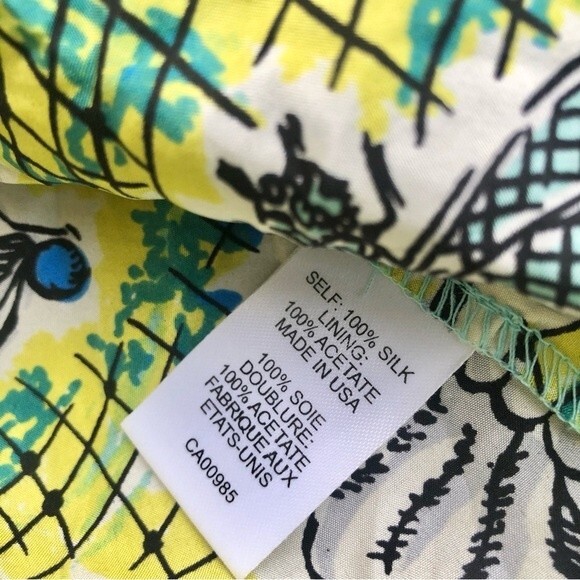 SELF: 100% SILK
LINING:
100% ACETATE
MADE IN USA
100% SOIE
DOUBLURE:
100% ACETATE
FABRIQUE AUX
ETATS-UNIS
CA00985